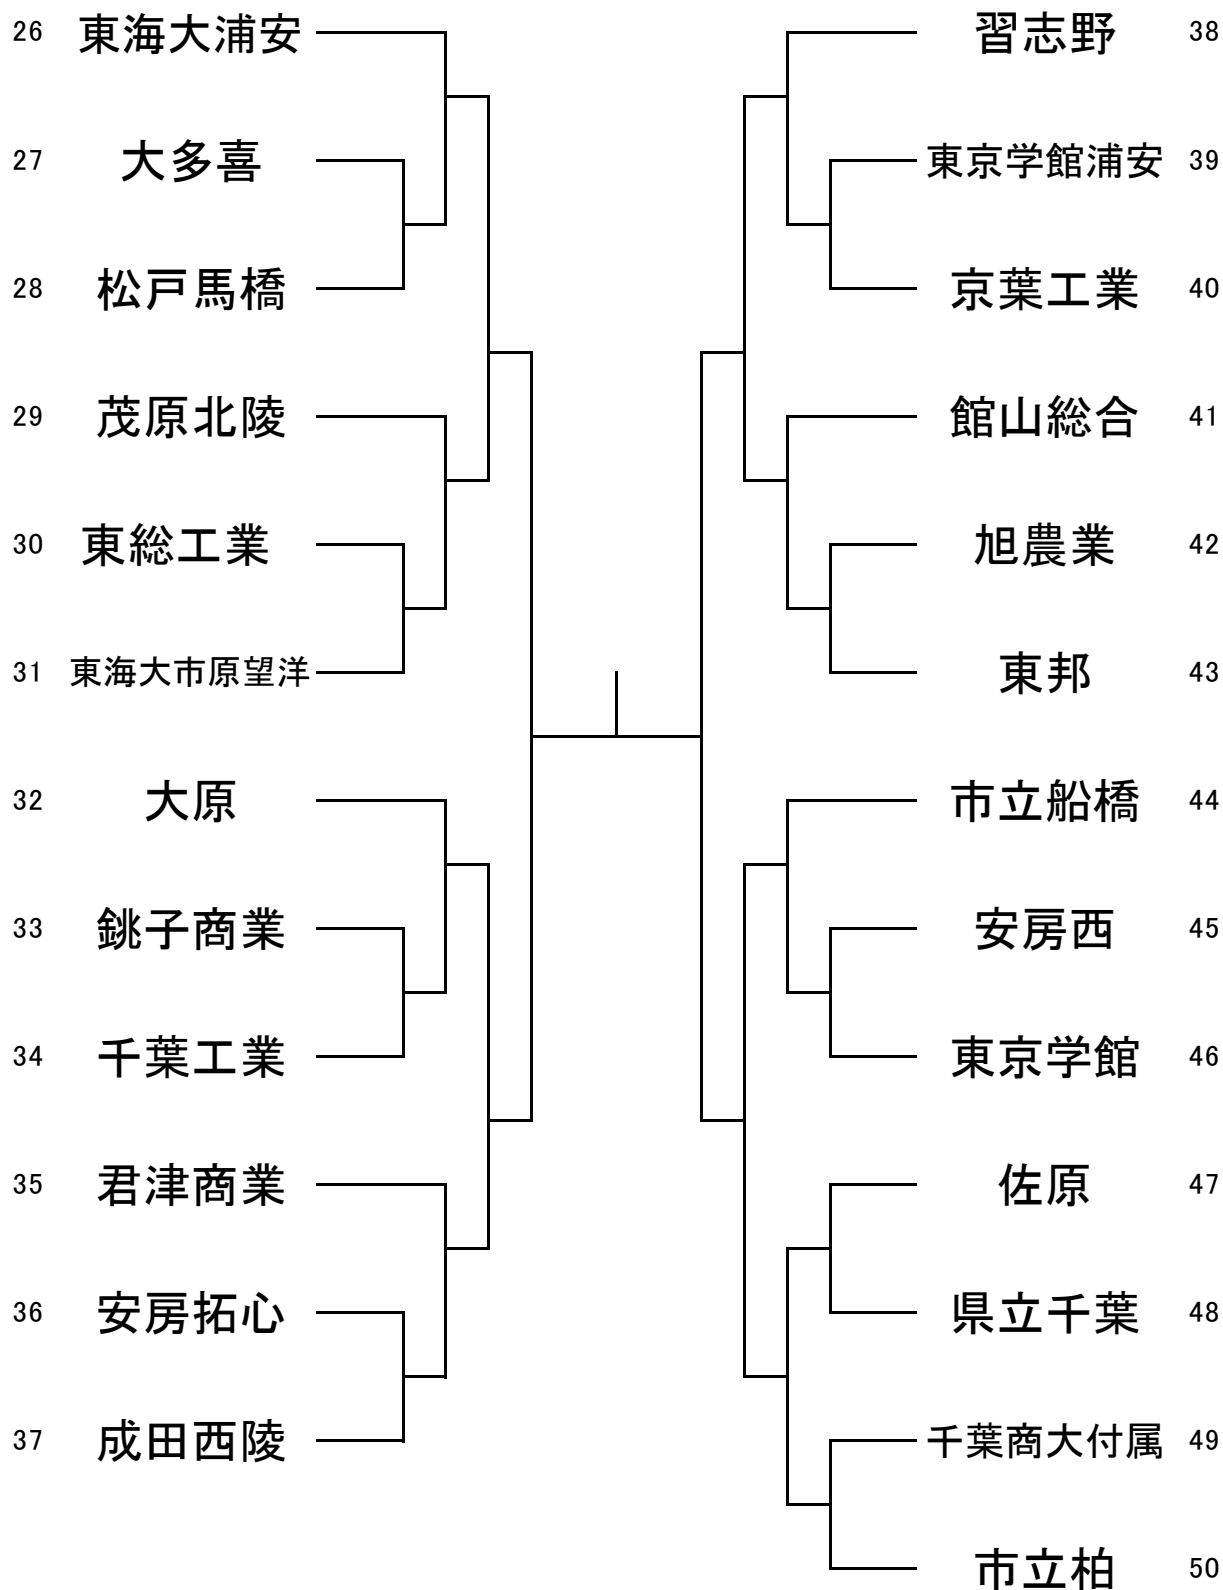 26 東海大浦安
27 大多喜
28 松戸馬橋
29 茂原北陵
30 東総工業
31 東海大市原望洋
32 大原
33 銚子商業
34 千葉工業
35 君津商業
36 安房拓心
37 成田西陵
習志野 38
東京学館浦安 39
京葉工業 40
館山総合 41
旭農業 42
東邦 43
市立船橋 44
安房西 45
東京学館 46
佐原 47
県立千葉 48
千葉商大付属 49
市立柏 50